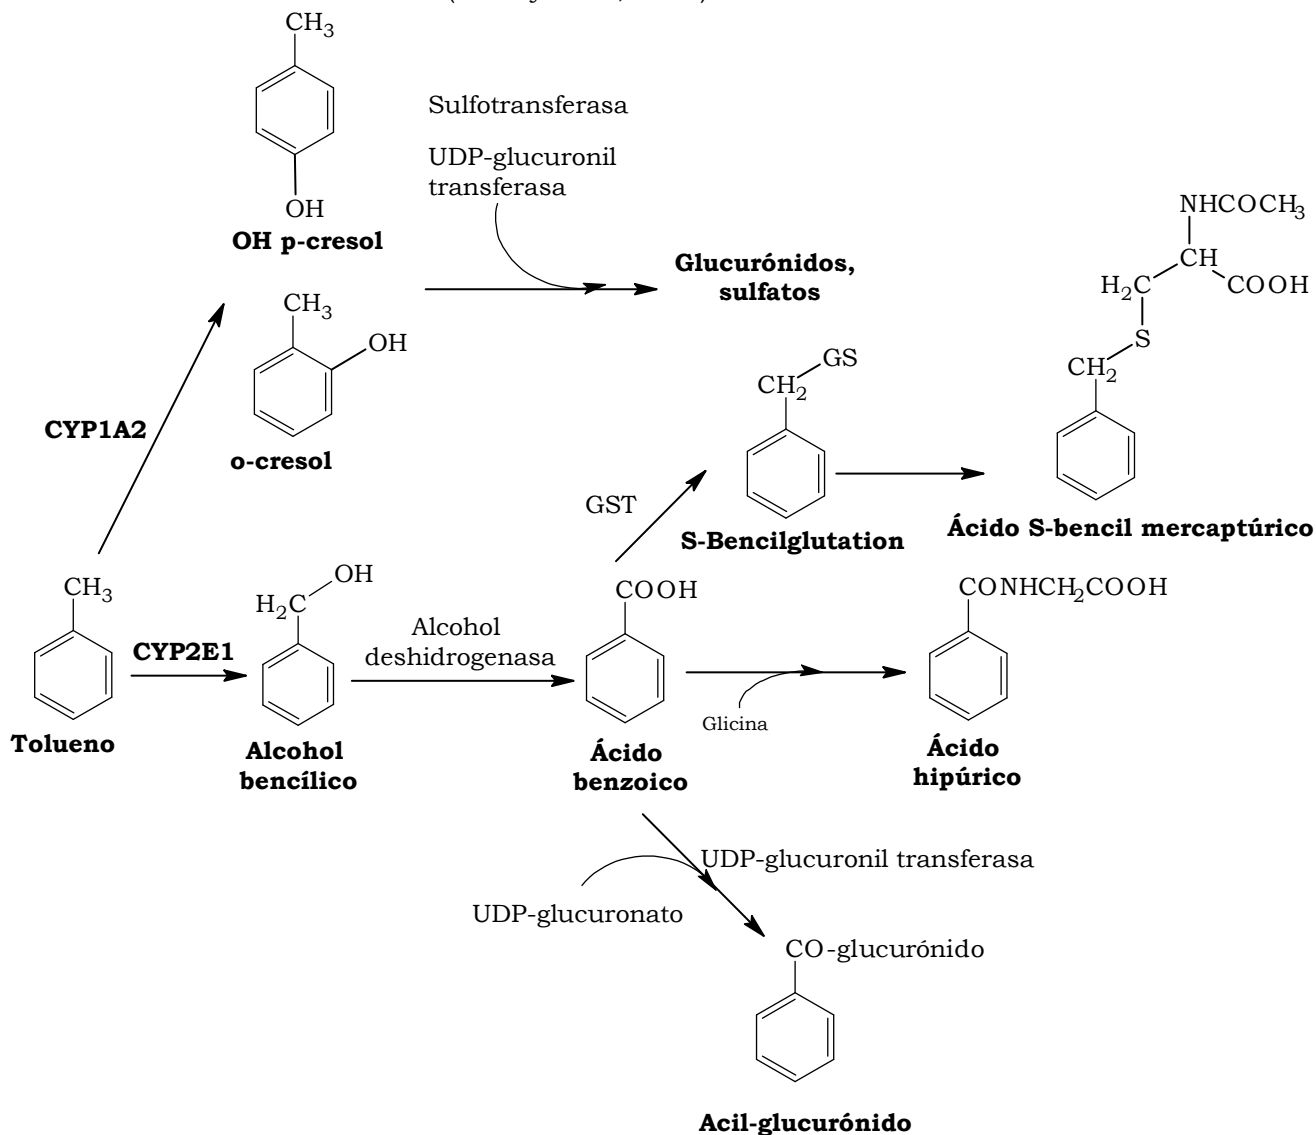 CH3
OH
OH p-cresol
Sulfotransferasa
UDP-glucuronil
transferasa
CH3
OH
o-cresol
Glucurónidos,
sulfatos
NHCOCH3
CH
H2C
COOH
S
CH2
Ácido S-bencil mercaptúrico
GS
CH2
S-Bencilglutation
CYP1A2
GST
CH3
Tolueno
CYP2E1
OH
H2C
Alcohol
bencílico
Alcohol
deshidrogenasa
COOH
Ácido
benzoico
Glicina
CONHCH2COOH
Ácido
hipúrico
UDP-glucuronil transferasa
UDP-glucuronato
CO-glucurónido
Acil-glucurónido